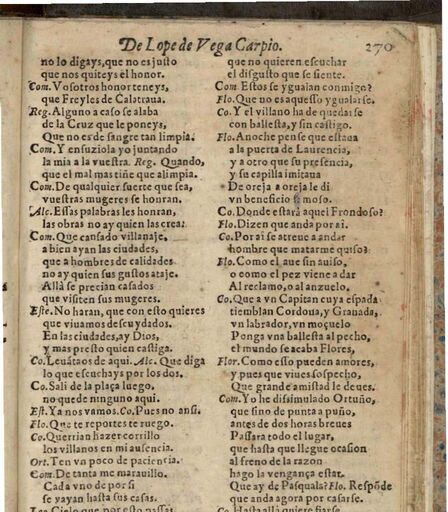 De Lope de Vega Carpio. 270
no lo digays, que no es justo
que nos quiteys el honor.
Com. Vosotros honor teneys,
que Freyles de Calatraua.
Reg. Alguno a caso se alaba
de la Cruz que le poneys,
Que no es de sangre tan limpia.
Com. Y ensuziola yo juntando
la mia a la vuestra. Reg. Quando,
que el mal mas tiñe que alimpia.
Com. De qualquier suerte que sea,
vuestras mugeres se honran.
Alc. Essas palabras les honran,
las obras no ay quien las crea.
Com. Que cansado villanaje,
a bien ayan las ciudades,
que a hombres de calidades
no ay quien sus gustos ataje.
Allà se precian casados
que visiten sus mugeres.
Este. No haran, que con esto quieres
que viuamos descuydados.
En las ciudades, ay Dios,
y mas presto quien castiga.
Co. Leuãtaos de aqui. Alc. Que diga
lo que escuchays por los dos.
Co. Sali de la plaça luego.
no quede ninguno aqui.
Est. Ya nos vamos. Co. Pues no ansi.
Flo. Que te reportes te ruego.
Co. Querrian hazer corrillo
los villanos en mi ausencia.
Ort. Ten vn poco de paciencia.
Com. De tanta me marauillo.
Cada vno de por si
se vayan hasta sus casas.
Leo. Cielo que por esto passas
que no quieren escuchar
el disgusto que se siente.
Com. Estos se ygualan conmigo?
Flo. Que no es aquesso ygualarse.
Co. Y el villano ha de quedarse
con ballesta, y sin castigo.
Flo. Anoche pense que estaua
a la puerta de Laurencia,
y a otro que su presencia,
y su capilla imitaua
De oreja a oreja le di
vn beneficio moso.
Co. Donde estarà aquel Frondoso?
Flo. Dizen que anda por ai.
Co. Por ai se atreue a andar
hombre que matarme quiso?
Flo. Como el aue sin auiso,
o como el pez viene a dar
Al reclamo, o al anzuelo.
Co. Que a vn Capitan cuya espada
tiemblan Cordoua, y Granada,
vn labrador, vn moçuelo
Ponga vna ballesta al pecho,
el mundo se acaba Flores,
Flor. Como esso pueden amores,
y pues que viues sospecho,
Que grande amistad le deues.
Com. Yo he dissimulado Ortuño,
que sino de punta a puño,
antes de dos horas breues
Passara todo el lugar,
que hasta que llegue ocasion
al freno de la razon
hago la vengança estar.
Que ay de Pasquala? Flo. Respõde
que anda agora por casarse.
Co. Hasta allà quiere fiarse